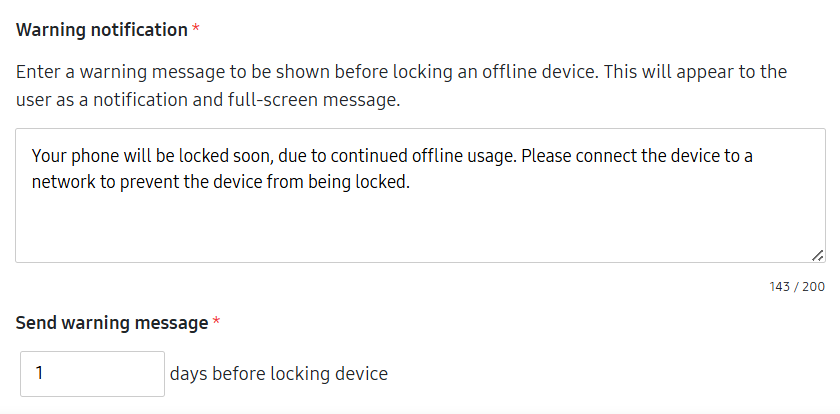 Warning notification *
Enter a warning message to be shown before locking an offline device. This will appear to the
user as a notification and full-screen message.
Your phone will be locked soon, due to continued offline usage. Please connect the device to a
network to prevent the device from being locked.
143 / 200
Send warning message *
1 days before locking device